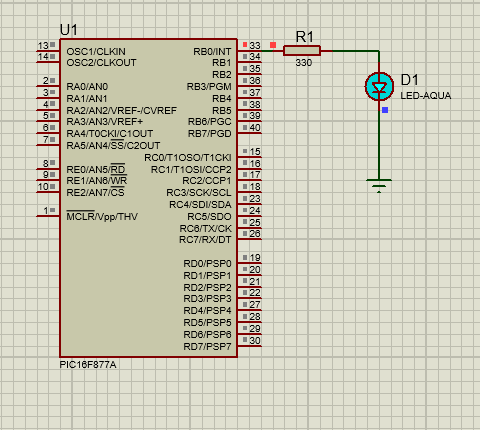 U1
13 OSC1/CLKIN
14 OSC2/CLKOUT
2 RA0/AN0
3 RA1/AN1
4 RA2/AN2/VREF-/CVREF
5 RA3/AN3/VREF+
6 RA4/T0CKI/C1OUT
7 RA5/AN4/SS/C2OUT
8 RE0/AN5/RD
9 RE1/AN6/WR
10 RE2/AN7/CS
1 MCLR/Vpp/THV
RB0/INT 33
RB1 34
RB2 35
RB3/PGM 36
RB4 37
RB5 38
RB6/PGC 39
RB7/PGD 40
RC0/T1OSO/T1CKI 15
RC1/T1OSI/CCP2 16
RC2/CCP1 17
RC3/SCK/SCL 18
RC4/SDI/SDA 23
RC5/SDO 24
RC6/TX/CK 25
RC7/RX/DT 26
RD0/PSP0 19
RD1/PSP1 20
RD2/PSP2 21
RD3/PSP3 22
RD4/PSP4 27
RD5/PSP5 28
RD6/PSP6 29
RD7/PSP7 30
PIC16F877A
R1
330
D1
LED-AQUA